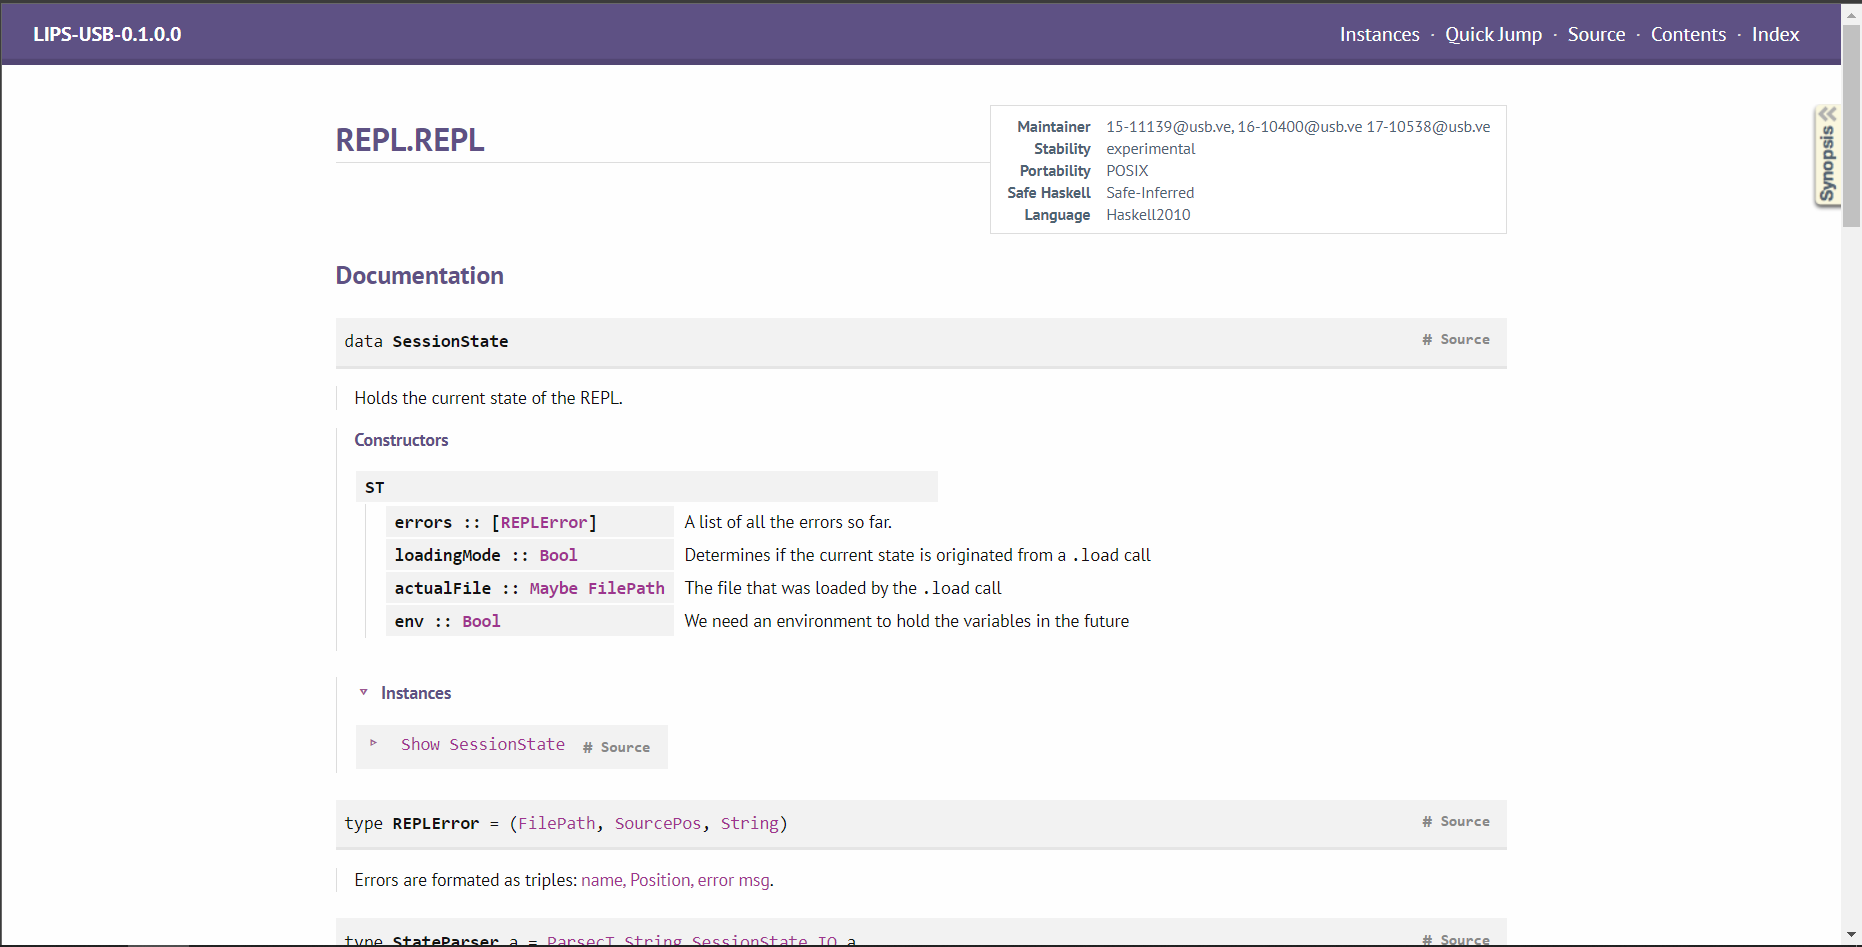 LIPS-USB-0.1.0.0
Instances · Quick Jump · Source · Contents · Index
REPL.REPL
Maintainer 15-11139@usb.ve, 16-10400@usb.ve 17-10538@usb.ve
Stability experimental
Portability POSIX
Safe Haskell Safe-Inferred
Language Haskell2010
Synopsis
Documentation
data SessionState # Source
Holds the current state of the REPL.
Constructors
ST
errors :: [REPLError] A list of all the errors so far.
loadingMode :: Bool Determines if the current state is originated from a .load call
actualFile :: Maybe FilePath The file that was loaded by the .load call
env :: Bool We need an environment to hold the variables in the future
Instances
Show SessionState # Source
type REPLError = (FilePath, SourcePos, String) # Source
Errors are formated as triples: name, Position, error msg.
type StateParser a = ParsecT String SessionState IO a # Source